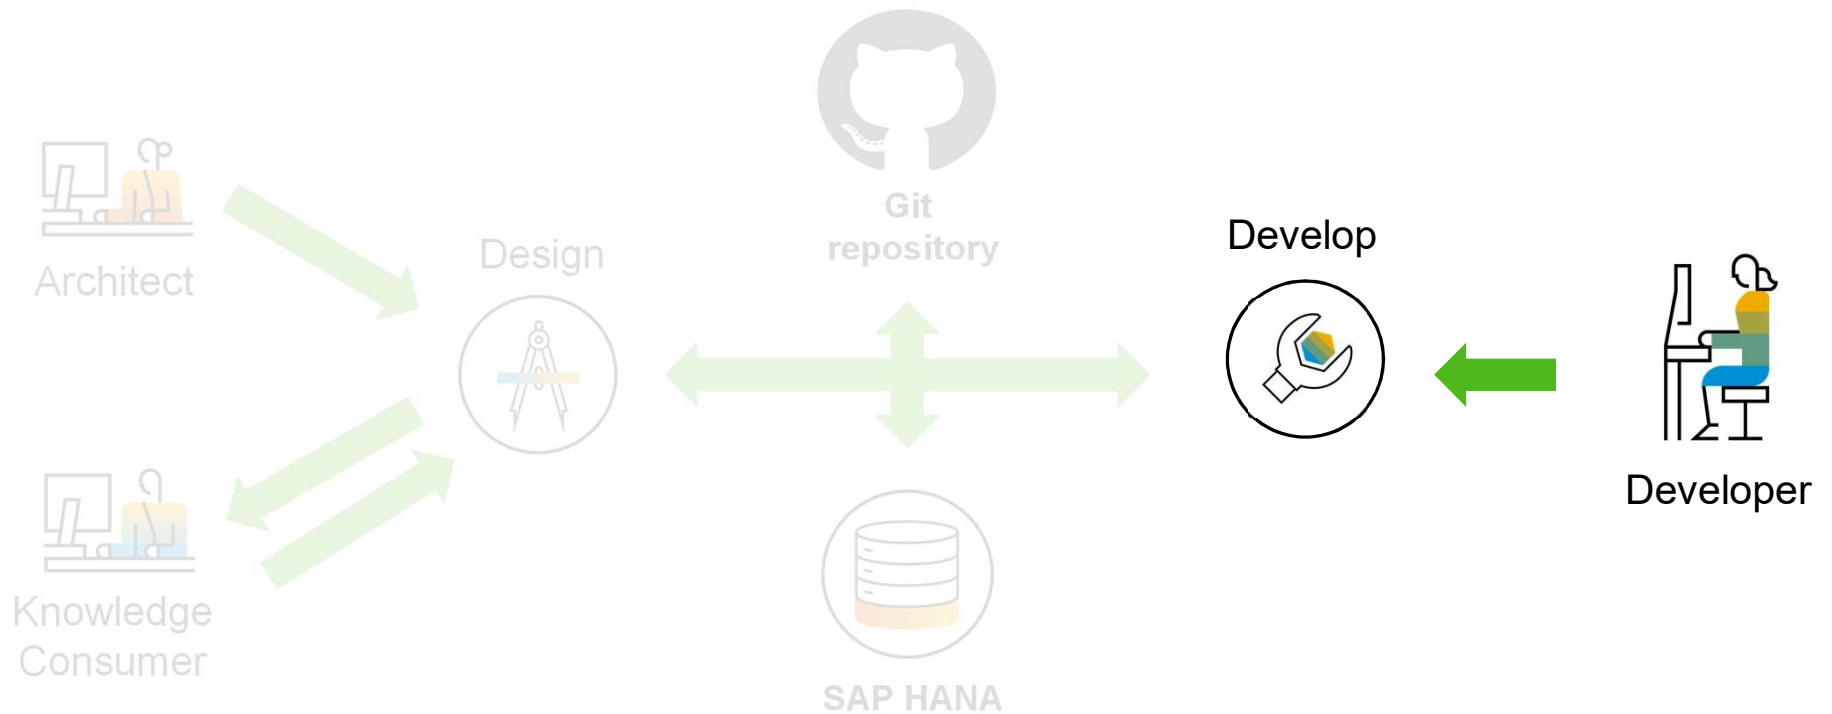 Git
repository
Develop
Design
Architect
Developer
Knowledge
Consumer
SAP HANA